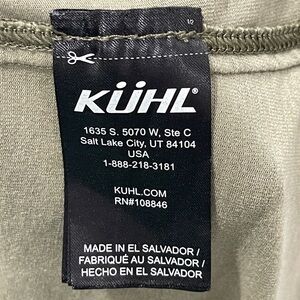 KÜHL
1635 S. 5070 W, Ste C
Salt Lake City, UT 84104
USA
1-888-218-3181
KUHL.COM
RN#108846
MADE IN EL SALVADOR /
FABRIQUÉ AU SALVADOR /
HECHO EN EL SALVADOR